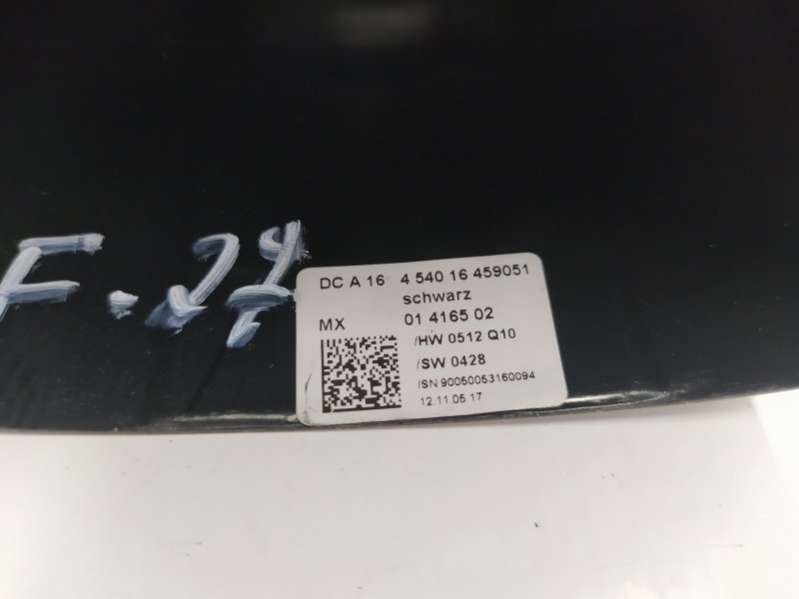 F.27
DC A 16 4 540 16 459051
schwarz
MX 01 4165 02
/HW 0512 Q10
/SW 0428
/SN 90050053160094
12.11.05 17